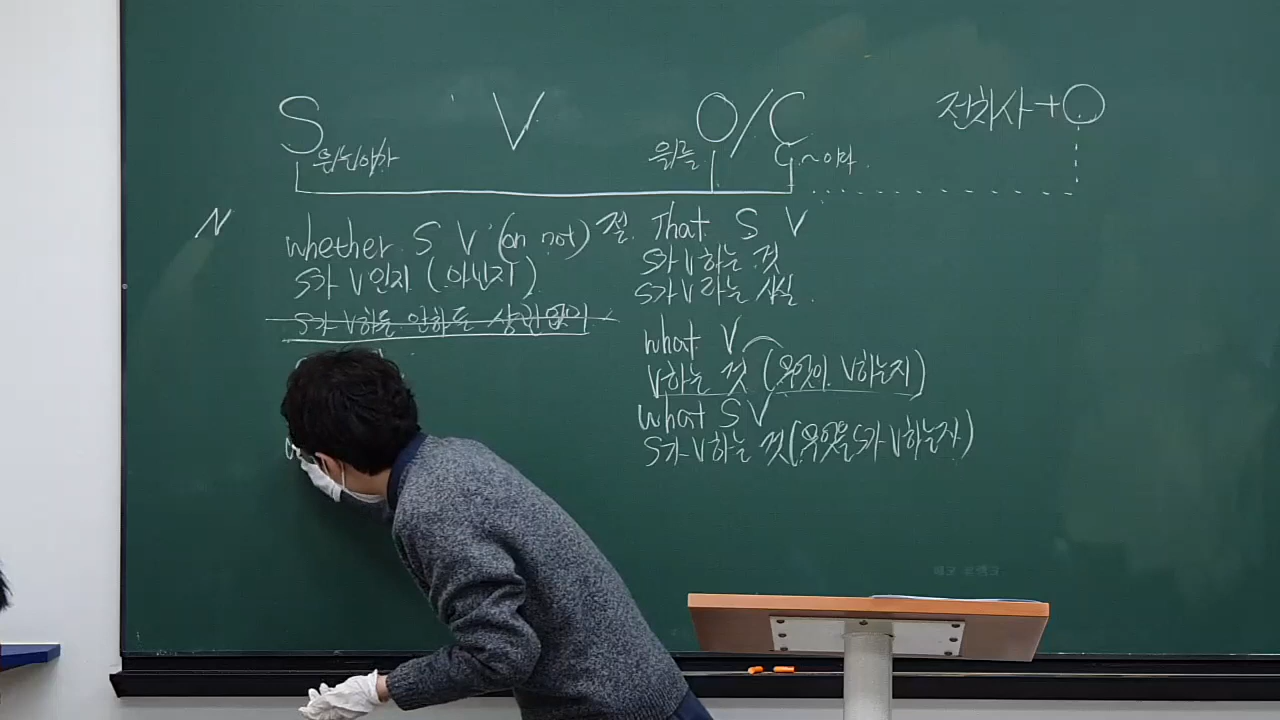 S V O/C 전치사+O
은는이가 을/를 C~이다.
N
whether S V (or not) 절.
S가 V인지 (아닌지)
S가 V하든 안하든 상관없이
That S V
S가 V하는 것
S가 V라는 사실.
what V
V하는 것 (무엇이 V하는지)
what S V
S가 V하는 것(무엇을 S가 V하는지)